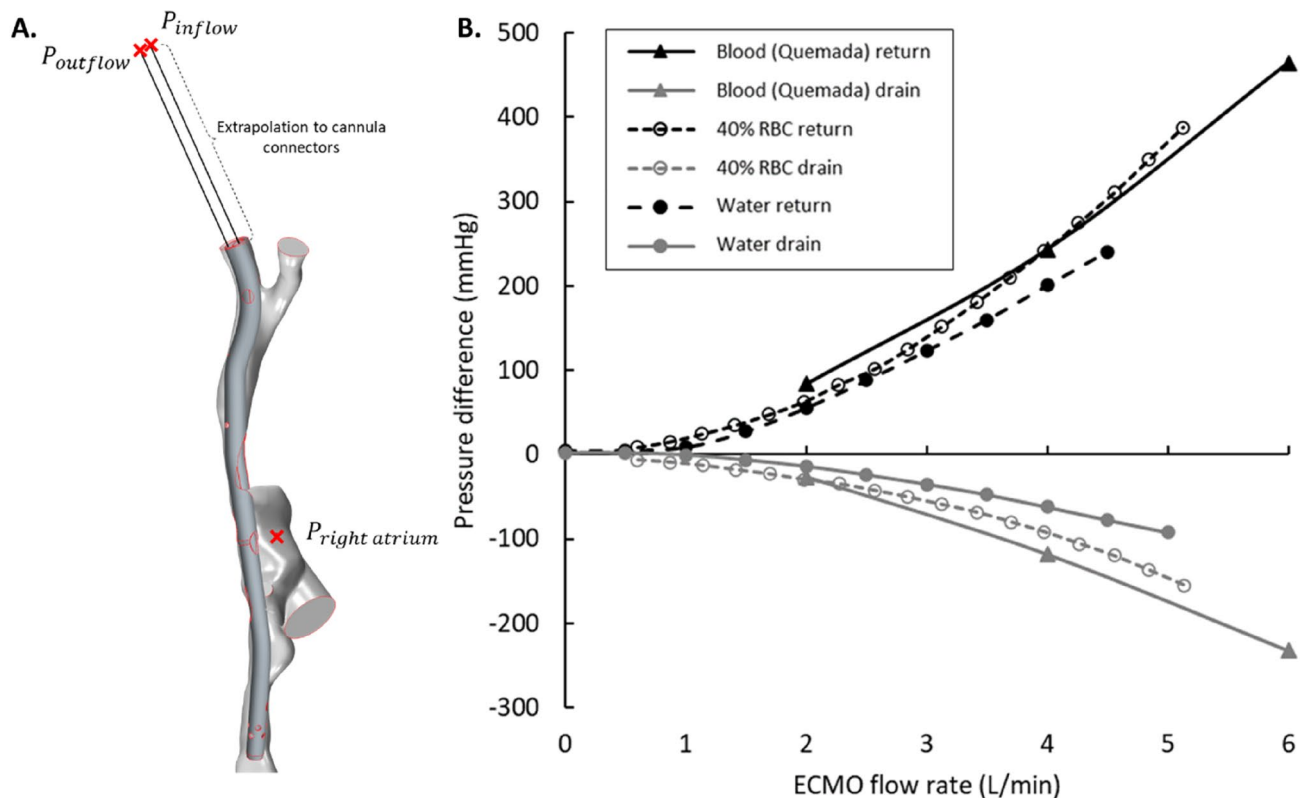 A.
P_inflow
P_outflow
Extrapolation to cannula
connectors
P_right atrium
B.
500
400
300
200
100
0
-100
-200
-300
Pressure difference (mmHg)
Blood (Quemada) return
Blood (Quemada) drain
40% RBC return
40% RBC drain
Water return
Water drain
0 1 2 3 4 5 6
ECMO flow rate (L/min)